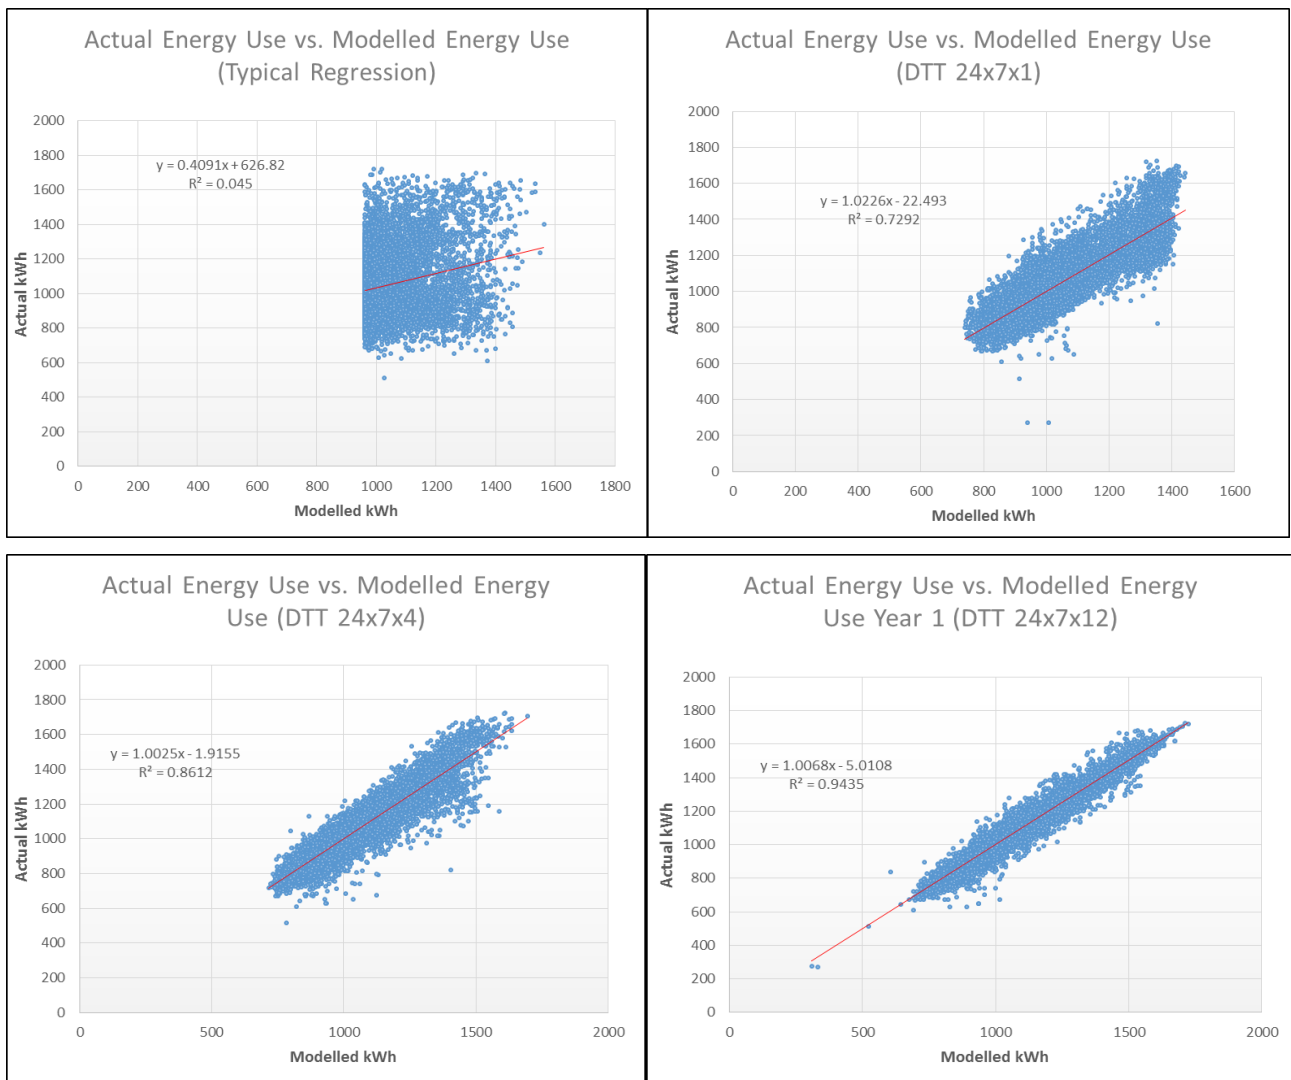 Actual Energy Use vs. Modelled Energy Use
(Typical Regression)
2000
1800
1600
1400
1200
1000
800
600
400
200
0
y = 0.4091x + 626.82
R² = 0.045
Actual kWh
0 200 400 600 800 1000 1200 1400 1600 1800
Modelled kWh
Actual Energy Use vs. Modelled Energy Use
(DTT 24x7x1)
2000
1800
1600
1400
1200
1000
800
600
400
200
0
y = 1.0226x - 22.493
R² = 0.7292
Actual kWh
0 200 400 600 800 1000 1200 1400 1600
Modelled kWh
Actual Energy Use vs. Modelled Energy
Use (DTT 24x7x4)
2000
1800
1600
1400
1200
1000
800
600
400
200
0
y = 1.0025x - 1.9155
R² = 0.8612
Actual kWh
0 500 1000 1500 2000
Modelled kWh
Actual Energy Use vs. Modelled Energy
Use Year 1 (DTT 24x7x12)
2000
1800
1600
1400
1200
1000
800
600
400
200
0
y = 1.0068x - 5.0108
R² = 0.9435
Actual kWh
0 500 1000 1500 2000
Modelled kWh